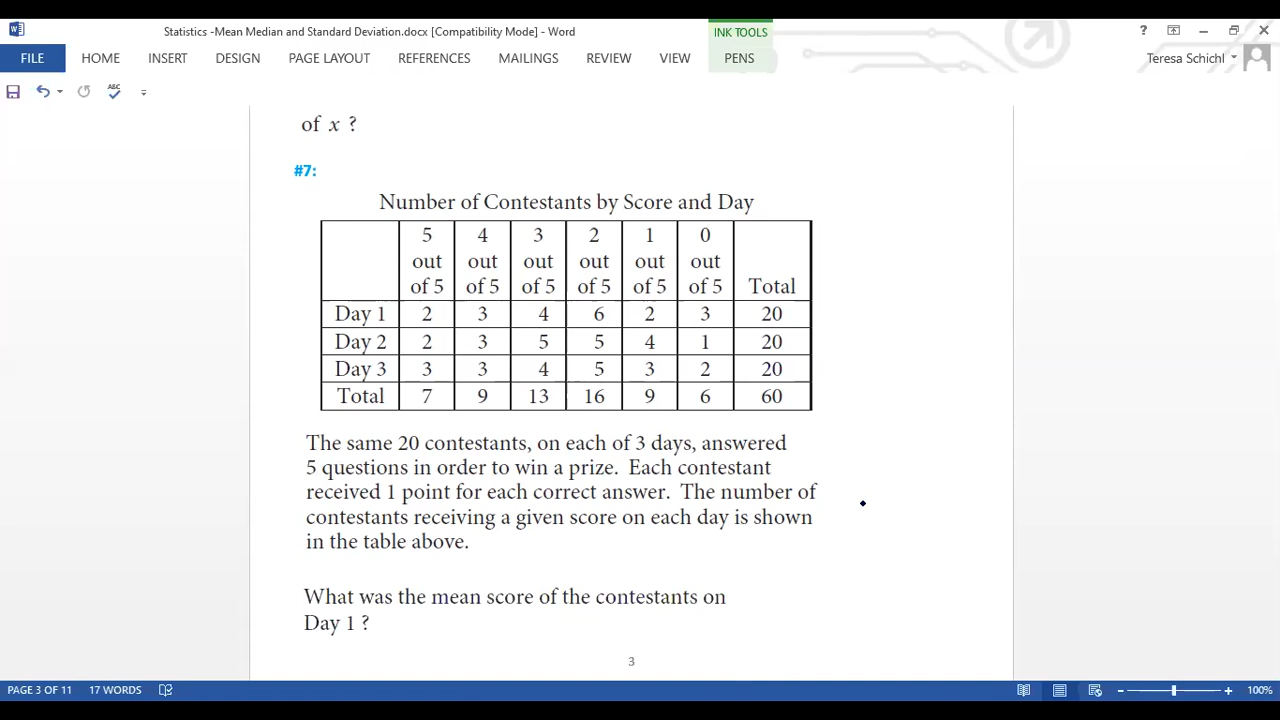 Statistics -Mean Median and Standard Deviation.docx [Compatibility Mode] - Word
INK TOOLS
?
FILE HOME INSERT DESIGN PAGE LAYOUT REFERENCES MAILINGS REVIEW VIEW PENS
Teresa Schichl
ABC
of x ?
#7:
Number of Contestants by Score and Day
5 out of 5 4 out of 5 3 out of 5 2 out of 5 1 out of 5 0 out of 5 Total
Day 1 2 3 4 6 2 3 20
Day 2 2 3 5 5 4 1 20
Day 3 3 3 4 5 3 2 20
Total 7 9 13 16 9 6 60
The same 20 contestants, on each of 3 days, answered
5 questions in order to win a prize. Each contestant
received 1 point for each correct answer. The number of
contestants receiving a given score on each day is shown
in the table above.
What was the mean score of the contestants on
Day 1 ?
3
PAGE 3 OF 11 17 WORDS 100%